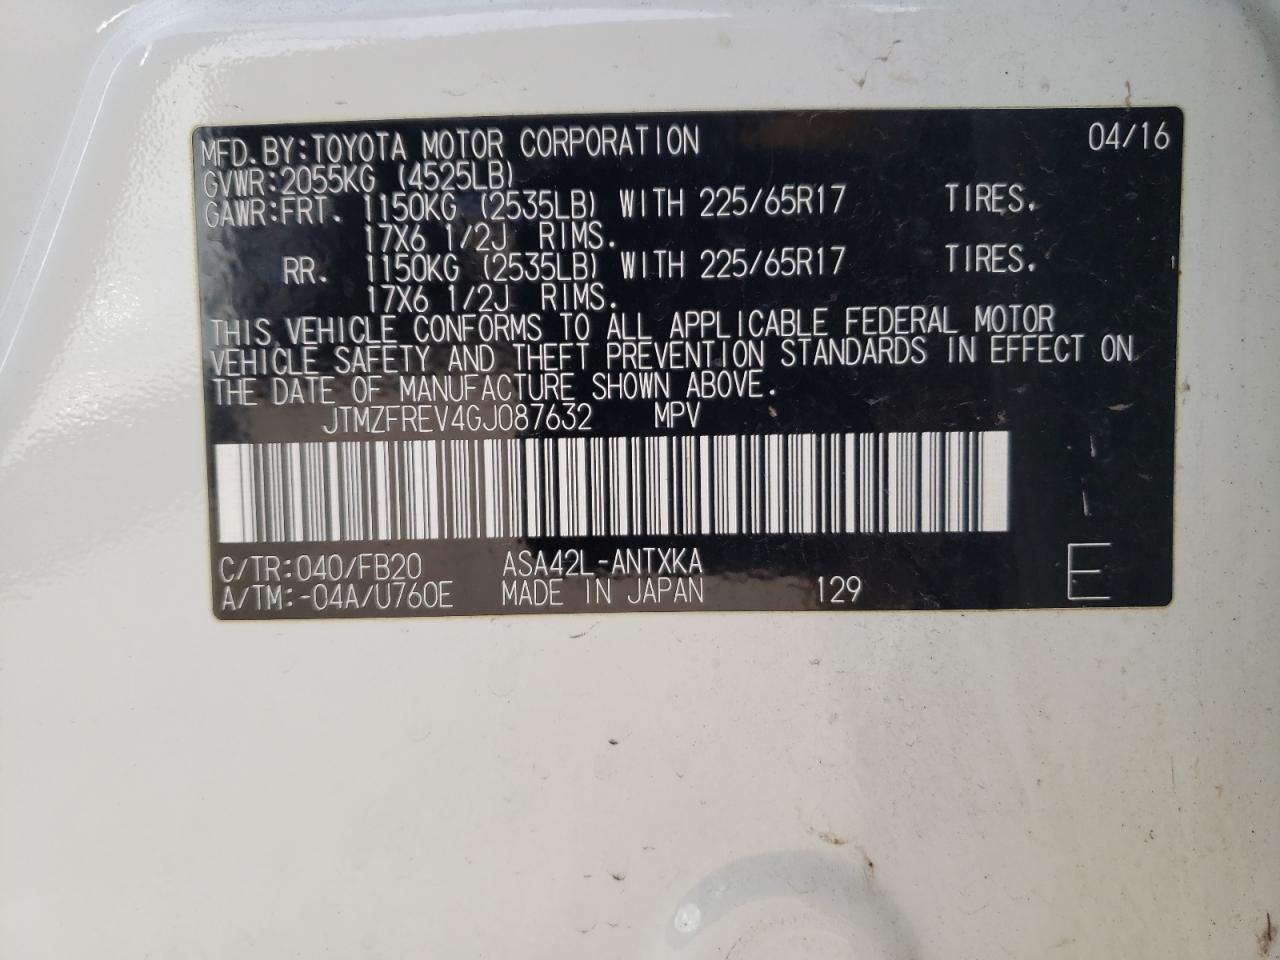 MFD. BY: TOYOTA MOTOR CORPORATION 04/16
GVWR: 2055KG (4525LB)
GAWR: FRT. 1150KG (2535LB) WITH 225/65R17 TIRES.
17X6 1/2J RIMS.
RR. 1150KG (2535LB) WITH 225/65R17 TIRES.
17X6 1/2J RIMS.
THIS VEHICLE CONFORMS TO ALL APPLICABLE FEDERAL MOTOR
VEHICLE SAFETY AND THEFT PREVENTION STANDARDS IN EFFECT ON
THE DATE OF MANUFACTURE SHOWN ABOVE.
JTMZFREV4GJ087632 MPV
C/TR: 040/FB20 ASA42L-ANTXKA
A/TM: -04A/U760E MADE IN JAPAN 129 E